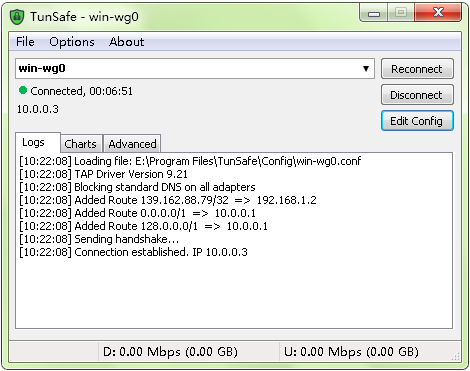 TunSafe - win-wg0
File Options About
win-wg0
Reconnect
Connected, 00:06:51
Disconnect
10.0.0.3
Edit Config
Logs Charts Advanced
[10:22:08] Loading file: E:\Program Files\TunSafe\Config\win-wg0.conf
[10:22:08] TAP Driver Version 9.21
[10:22:08] Blocking standard DNS on all adapters
[10:22:08] Added Route 139.162.88.79/32 => 192.168.1.2
[10:22:08] Added Route 0.0.0.0/1 => 10.0.0.1
[10:22:08] Added Route 128.0.0.0/1 => 10.0.0.1
[10:22:08] Sending handshake...
[10:22:08] Connection established. IP 10.0.0.3
D: 0.00 Mbps (0.00 GB) U: 0.00 Mbps (0.00 GB)